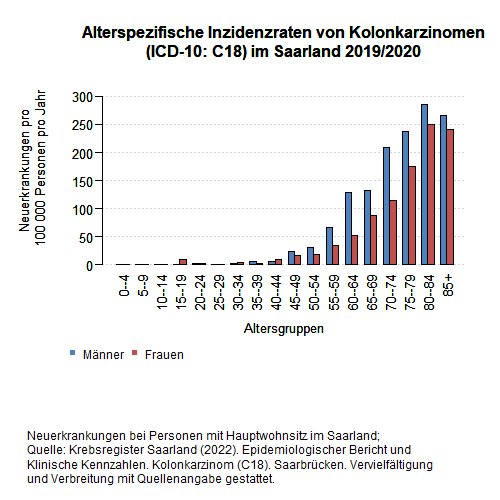 Alterspezifische Inzidenzraten von Kolonkarzinomen
(ICD-10: C18) im Saarland 2019/2020
Neuerkrankungen pro
100 000 Personen pro Jahr
300
250
200
150
100
50
0
0--4
5--9
10--14
15--19
20--24
25--29
30--34
35--39
40--44
45--49
50--54
55--59
60--64
65--69
70--74
75--79
80--84
85+
Altersgruppen
Männer Frauen
Neuerkrankungen bei Personen mit Hauptwohnsitz im Saarland;
Quelle: Krebsregister Saarland (2022). Epidemiologischer Bericht und
Klinische Kennzahlen. Kolonkarzinom (C18). Saarbrücken. Vervielfältigung
und Verbreitung mit Quellenangabe gestattet.